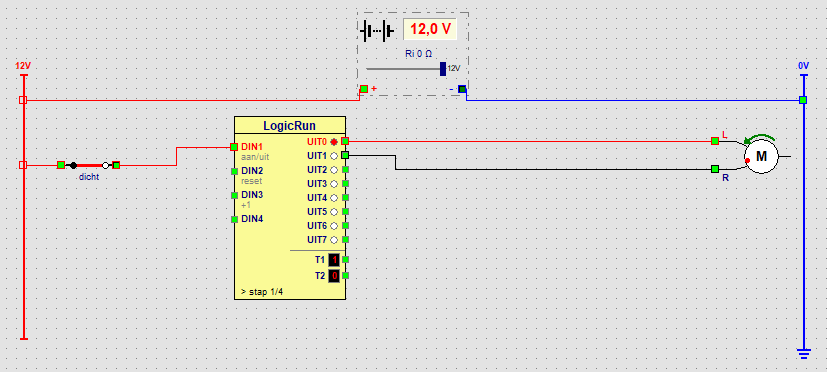 12,0 V
Ri 0 Ω
12V
12V
0V
+
-
LogicRun
DIN1
aan/uit
DIN2
reset
DIN3
+1
DIN4
UIT0
UIT1
UIT2
UIT3
UIT4
UIT5
UIT6
UIT7
T1 1
T2 0
> stap 1/4
dicht
L
M
R